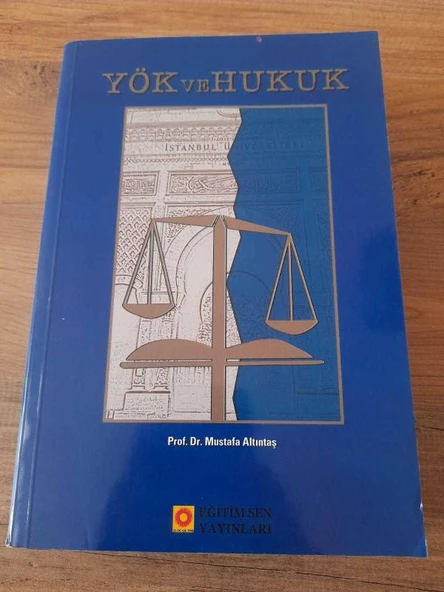 YÖK VE HUKUK
İSTANBUL ÜNİVERSİTESİ
Prof. Dr. Mustafa Altıntaş
EĞİTİM SEN
YAYINLARI